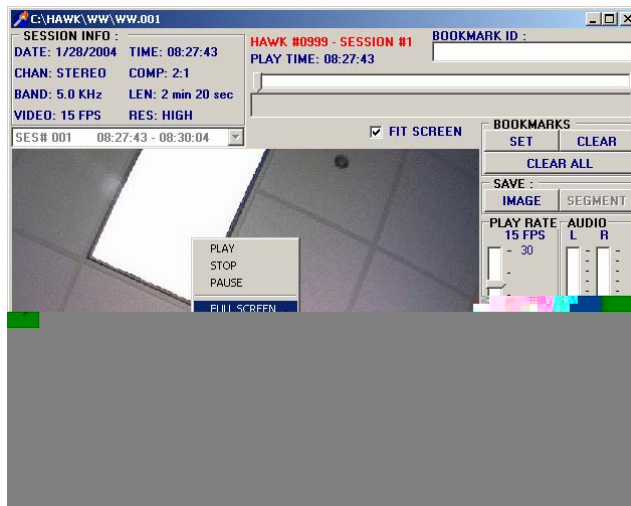 C:\HAWK\WW\WW.001
SESSION INFO :
DATE: 1/28/2004 TIME: 08:27:43
CHAN: STEREO COMP: 2:1
BAND: 5.0 KHz LEN: 2 min 20 sec
VIDEO: 15 FPS RES: HIGH
SES# 001 08:27:43 - 08:30:04
HAWK #0999 - SESSION #1
PLAY TIME: 08:27:43
BOOKMARK ID :
FIT SCREEN
BOOKMARKS
SET CLEAR
CLEAR ALL
SAVE :
IMAGE SEGMENT
PLAY RATE AUDIO
15 FPS L R
30
PLAY
STOP
PAUSE
FULL SCREEN